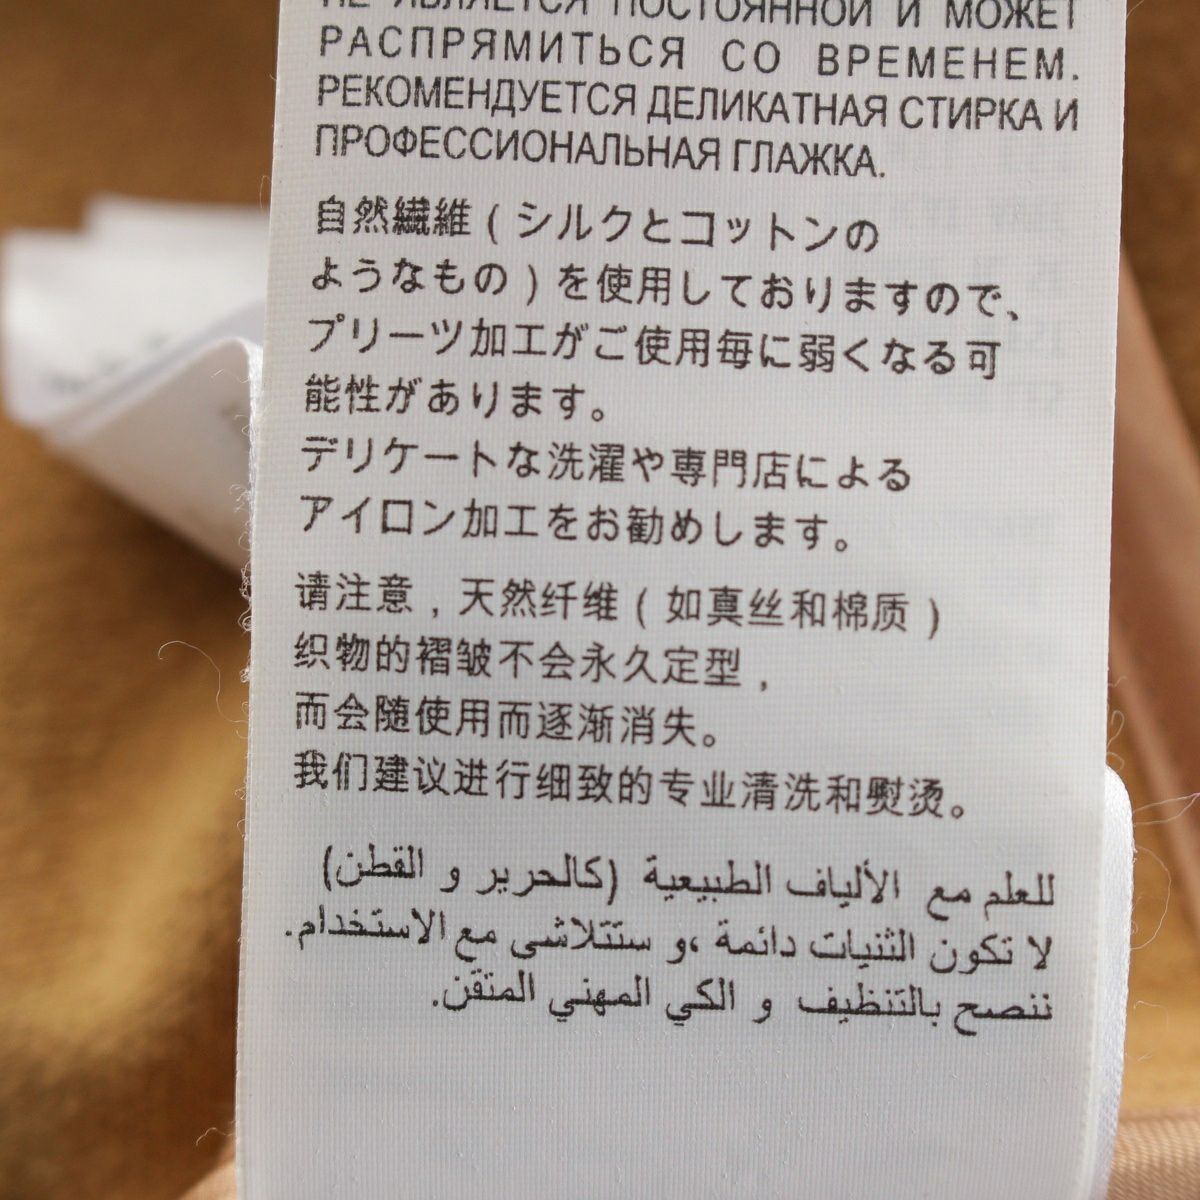 НЕ ЯВЛЯЕТСЯ ПОСТОЯННОЙ И МОЖЕТ
РАСПРЯМИТЬСЯ СО ВРЕМЕНЕМ.
РЕКОМЕНДУЕТСЯ ДЕЛИКАТНАЯ СТИРКА И
ПРОФЕССИОНАЛЬНАЯ ГЛАЖКА.
自然繊維 ( シルクとコットンの
ようなもの ) を使用しておりますので、
プリーツ加工がご使用毎に弱くなる可
能性があります。
デリケートな洗濯や専門店による
アイロン加工をお勧めします。
请注意 , 天然纤维 ( 如真丝和棉质 )
织物的褶皱不会永久定型 ,
而会随使用而逐渐消失。
我们建议进行细致的专业清洗和熨烫。
للعلم مع الألياف الطبيعية (كالحرير و القطن)
لا تكون الثنيات دائمة ،و ستتلاشى مع الاستخدام.
ننصح بالتنظيف و الكي المهني المتقن.